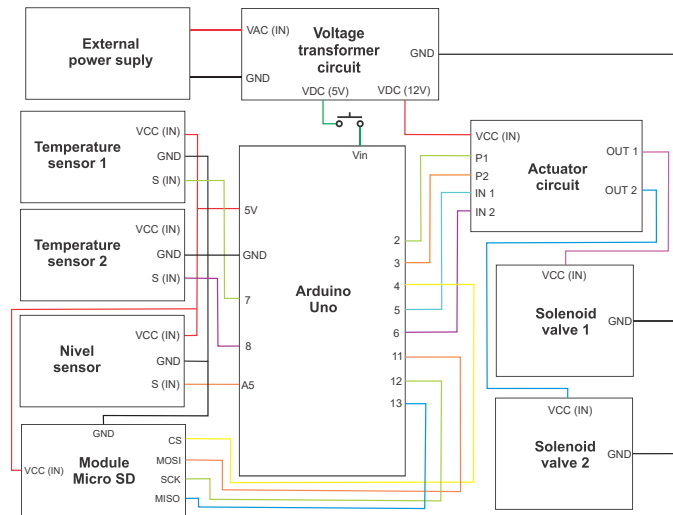 External
power suply
VAC (IN)
GND
Voltage
transformer
circuit
GND
VDC (5V)
VDC (12V)
Vin
Temperature
sensor 1
VCC (IN)
GND
S (IN)
Temperature
sensor 2
VCC (IN)
GND
S (IN)
Nivel
sensor
VCC (IN)
GND
S (IN)
GND
Module
Micro SD
VCC (IN)
CS
MOSI
SCK
MISO
Arduino
Uno
5V
GND
7
8
A5
2
3
4
5
6
11
12
13
Actuator
circuit
VCC (IN)
P1
P2
IN 1
IN 2
OUT 1
OUT 2
VCC (IN)
Solenoid
valve 1
GND
VCC (IN)
Solenoid
valve 2
GND